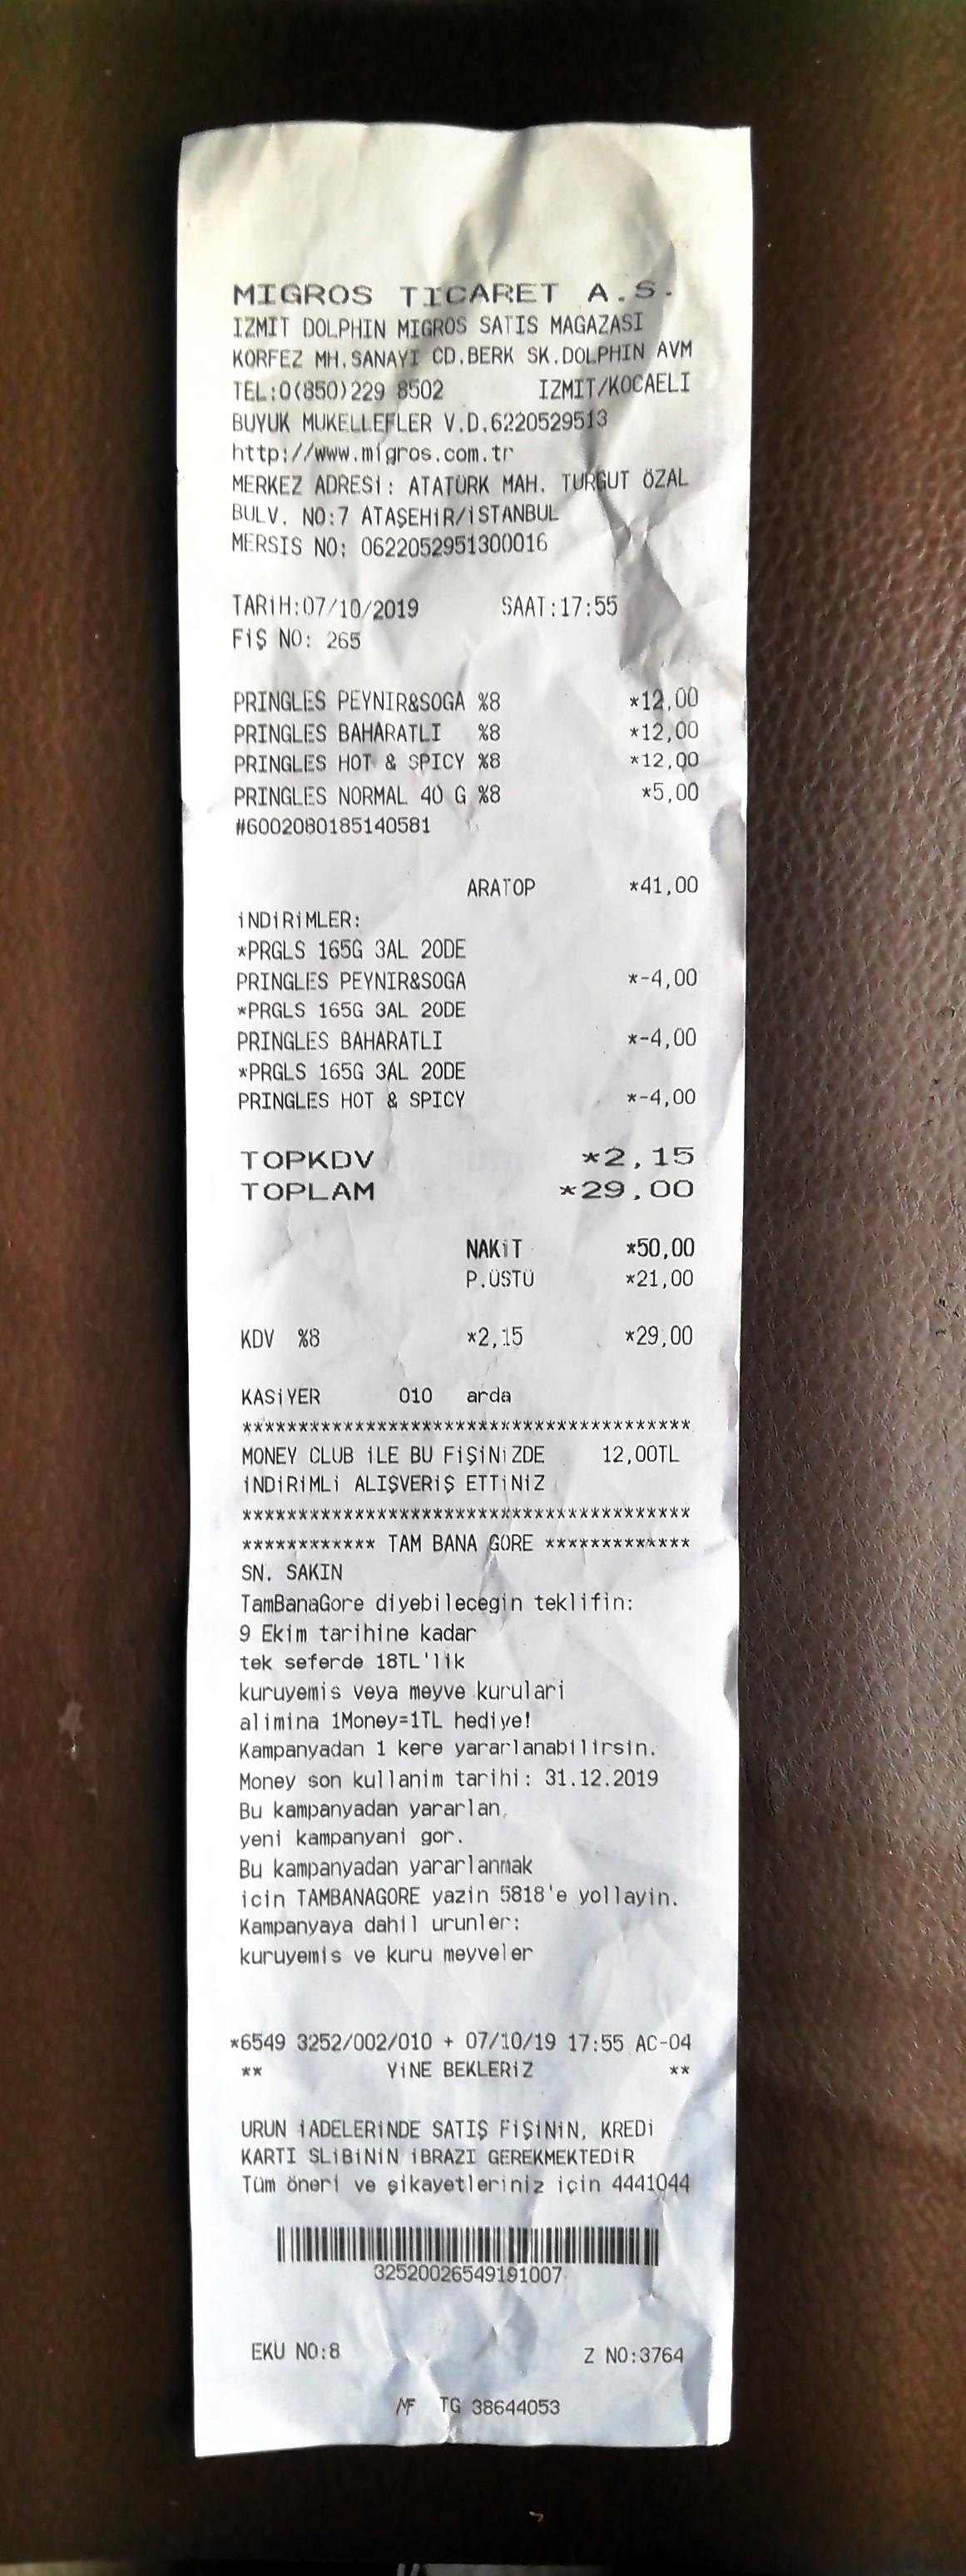 MIGROS TICARET A.S.
IZMIT DOLPHIN MIGROS SATIS MAGAZASI
KORFEZ MH.SANAYI CD.BERK SK.DOLPHIN AVM
TEL:0(850)229 8502 IZMIT/KOCAELI
BUYUK MUKELLEFLER V.D.6220529513
http://www.migros.com.tr
MERKEZ ADRESİ: ATATÜRK MAH. TURGUT ÖZAL
BULV. NO:7 ATAŞEHİR/İSTANBUL
MERSIS NO: 0622052951300016
TARİH:07/10/2019 SAAT:17:55
FİŞ NO: 265
PRINGLES PEYNIR&SOGA %8 *12,00
PRINGLES BAHARATLI %8 *12,00
PRINGLES HOT & SPICY %8 *12,00
PRINGLES NORMAL 40 G %8 *5,00
#6002080185140581
ARATOP *41,00
İNDİRİMLER:
*PRGLS 165G 3AL 20DE
PRINGLES PEYNIR&SOGA *-4,00
*PRGLS 165G 3AL 20DE
PRINGLES BAHARATLI *-4,00
*PRGLS 165G 3AL 20DE
PRINGLES HOT & SPICY *-4,00
TOPKDV *2,15
TOPLAM *29,00
NAKİT *50,00
P.ÜSTÜ *21,00
KDV %8 *2,15 *29,00
KASİYER 010 arda
****************************************
MONEY CLUB İLE BU FİŞİNİZDE 12,00TL
İNDİRİMLİ ALIŞVERİŞ ETTİNİZ
****************************************
************ TAM BANA GORE *************
SN. SAKIN
TamBanaGore diyebilecegin teklifin:
9 Ekim tarihine kadar
tek seferde 18TL'lik
kuruyemis veya meyve kurulari
alimina 1Money=1TL hediye!
Kampanyadan 1 kere yararlanabilirsin.
Money son kullanim tarihi: 31.12.2019
Bu kampanyadan yararlan,
yeni kampanyani gor.
Bu kampanyadan yararlanmak
icin TAMBANAGORE yazin 5818'e yollayin.
Kampanyaya dahil urunler:
kuruyemis ve kuru meyveler
*6549 3252/002/010 + 07/10/19 17:55 AC-04
** YİNE BEKLERİZ **
URUN İADELERİNDE SATIŞ FİŞİNİN, KREDİ
KARTI SLİBİNİN İBRAZI GEREKMEKTEDİR
Tüm öneri ve şikayetleriniz için 4441044
32520026549191007
EKU NO:8 Z NO:3764
MF TG 38644053